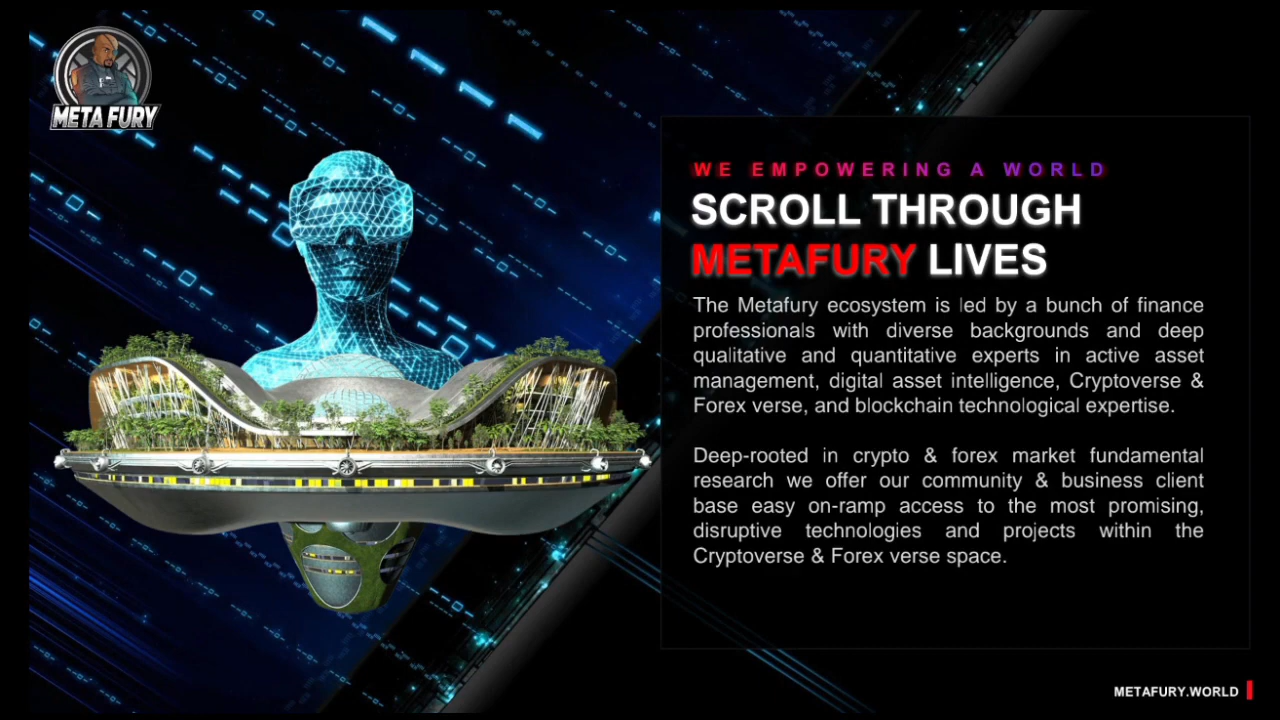 META FURY
WE EMPOWERING A WORLD
SCROLL THROUGH
METAFURY LIVES
The Metafury ecosystem is led by a bunch of finance
professionals with diverse backgrounds and deep
qualitative and quantitative experts in active asset
management, digital asset intelligence, Cryptoverse &
Forex verse, and blockchain technological expertise.
Deep-rooted in crypto & forex market fundamental
research we offer our community & business client
base easy on-ramp access to the most promising,
disruptive technologies and projects within the
Cryptoverse & Forex verse space.
METAFURY.WORLD